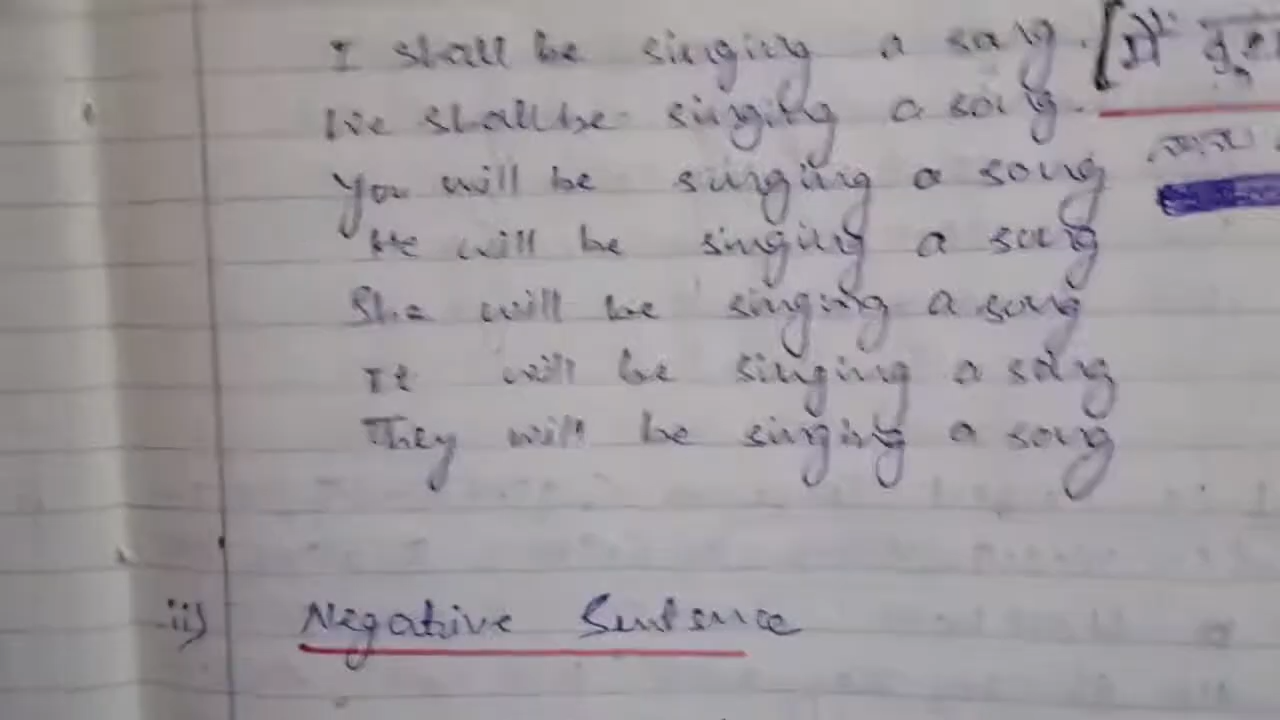 I shall be singing a song.
We shall be singing a song.
You will be singing a song
He will be singing a song
She will be singing a song
It will be singing a song
They will be singing a song
ii) Negative Sentence